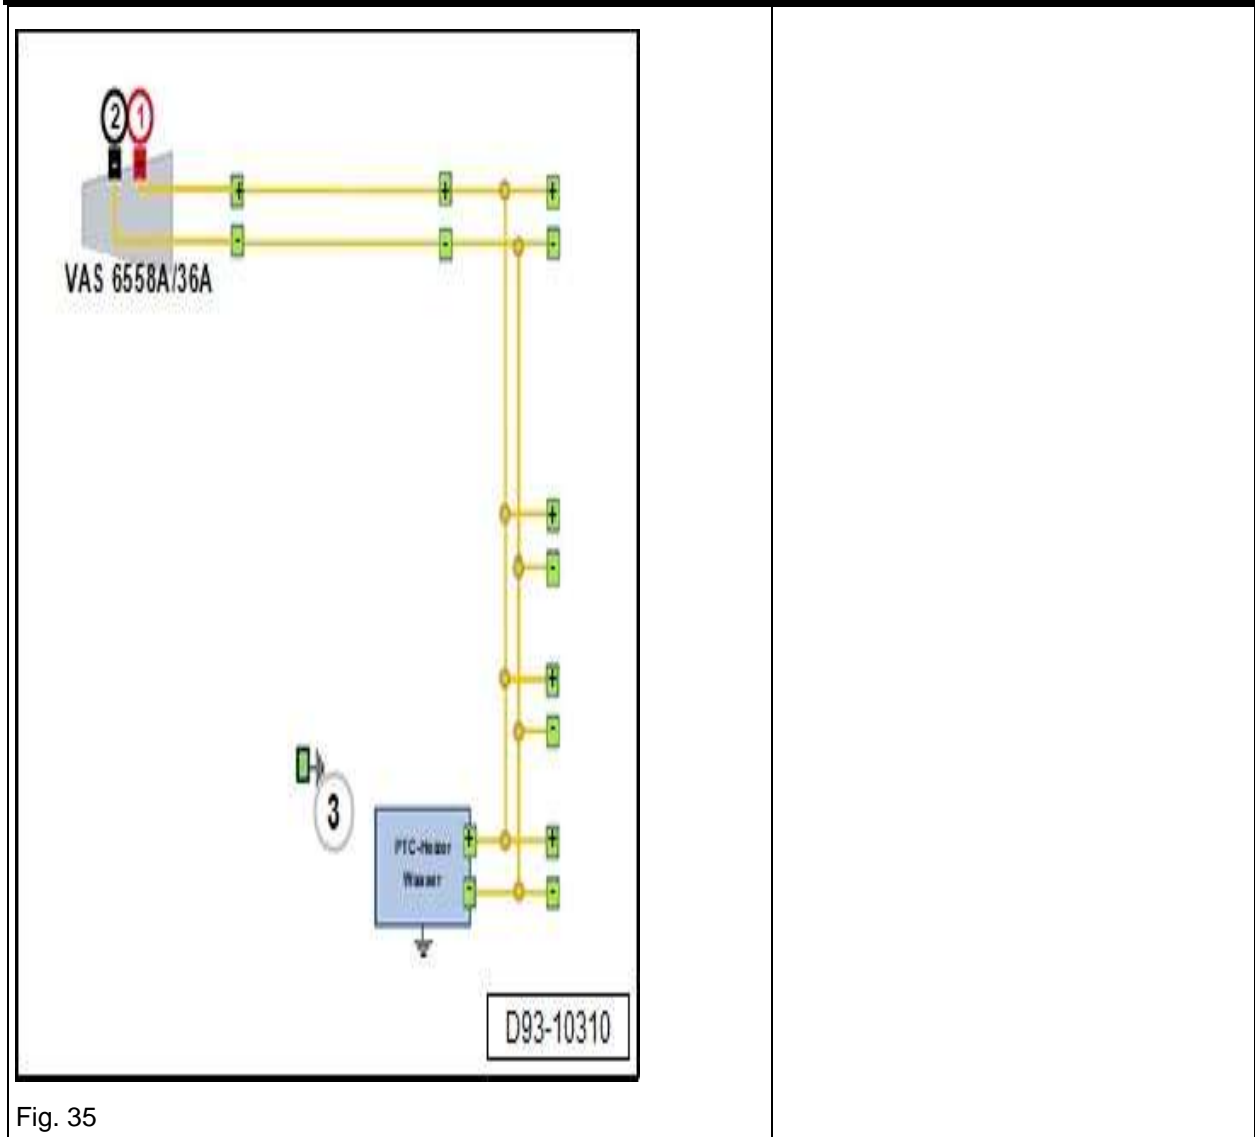 2 1
- +
+ + +
- - -
VAS 6558A/36A
+
-
+
-
3
PTC-Heizer + +
Wasser - -
D93-10310
Fig. 35